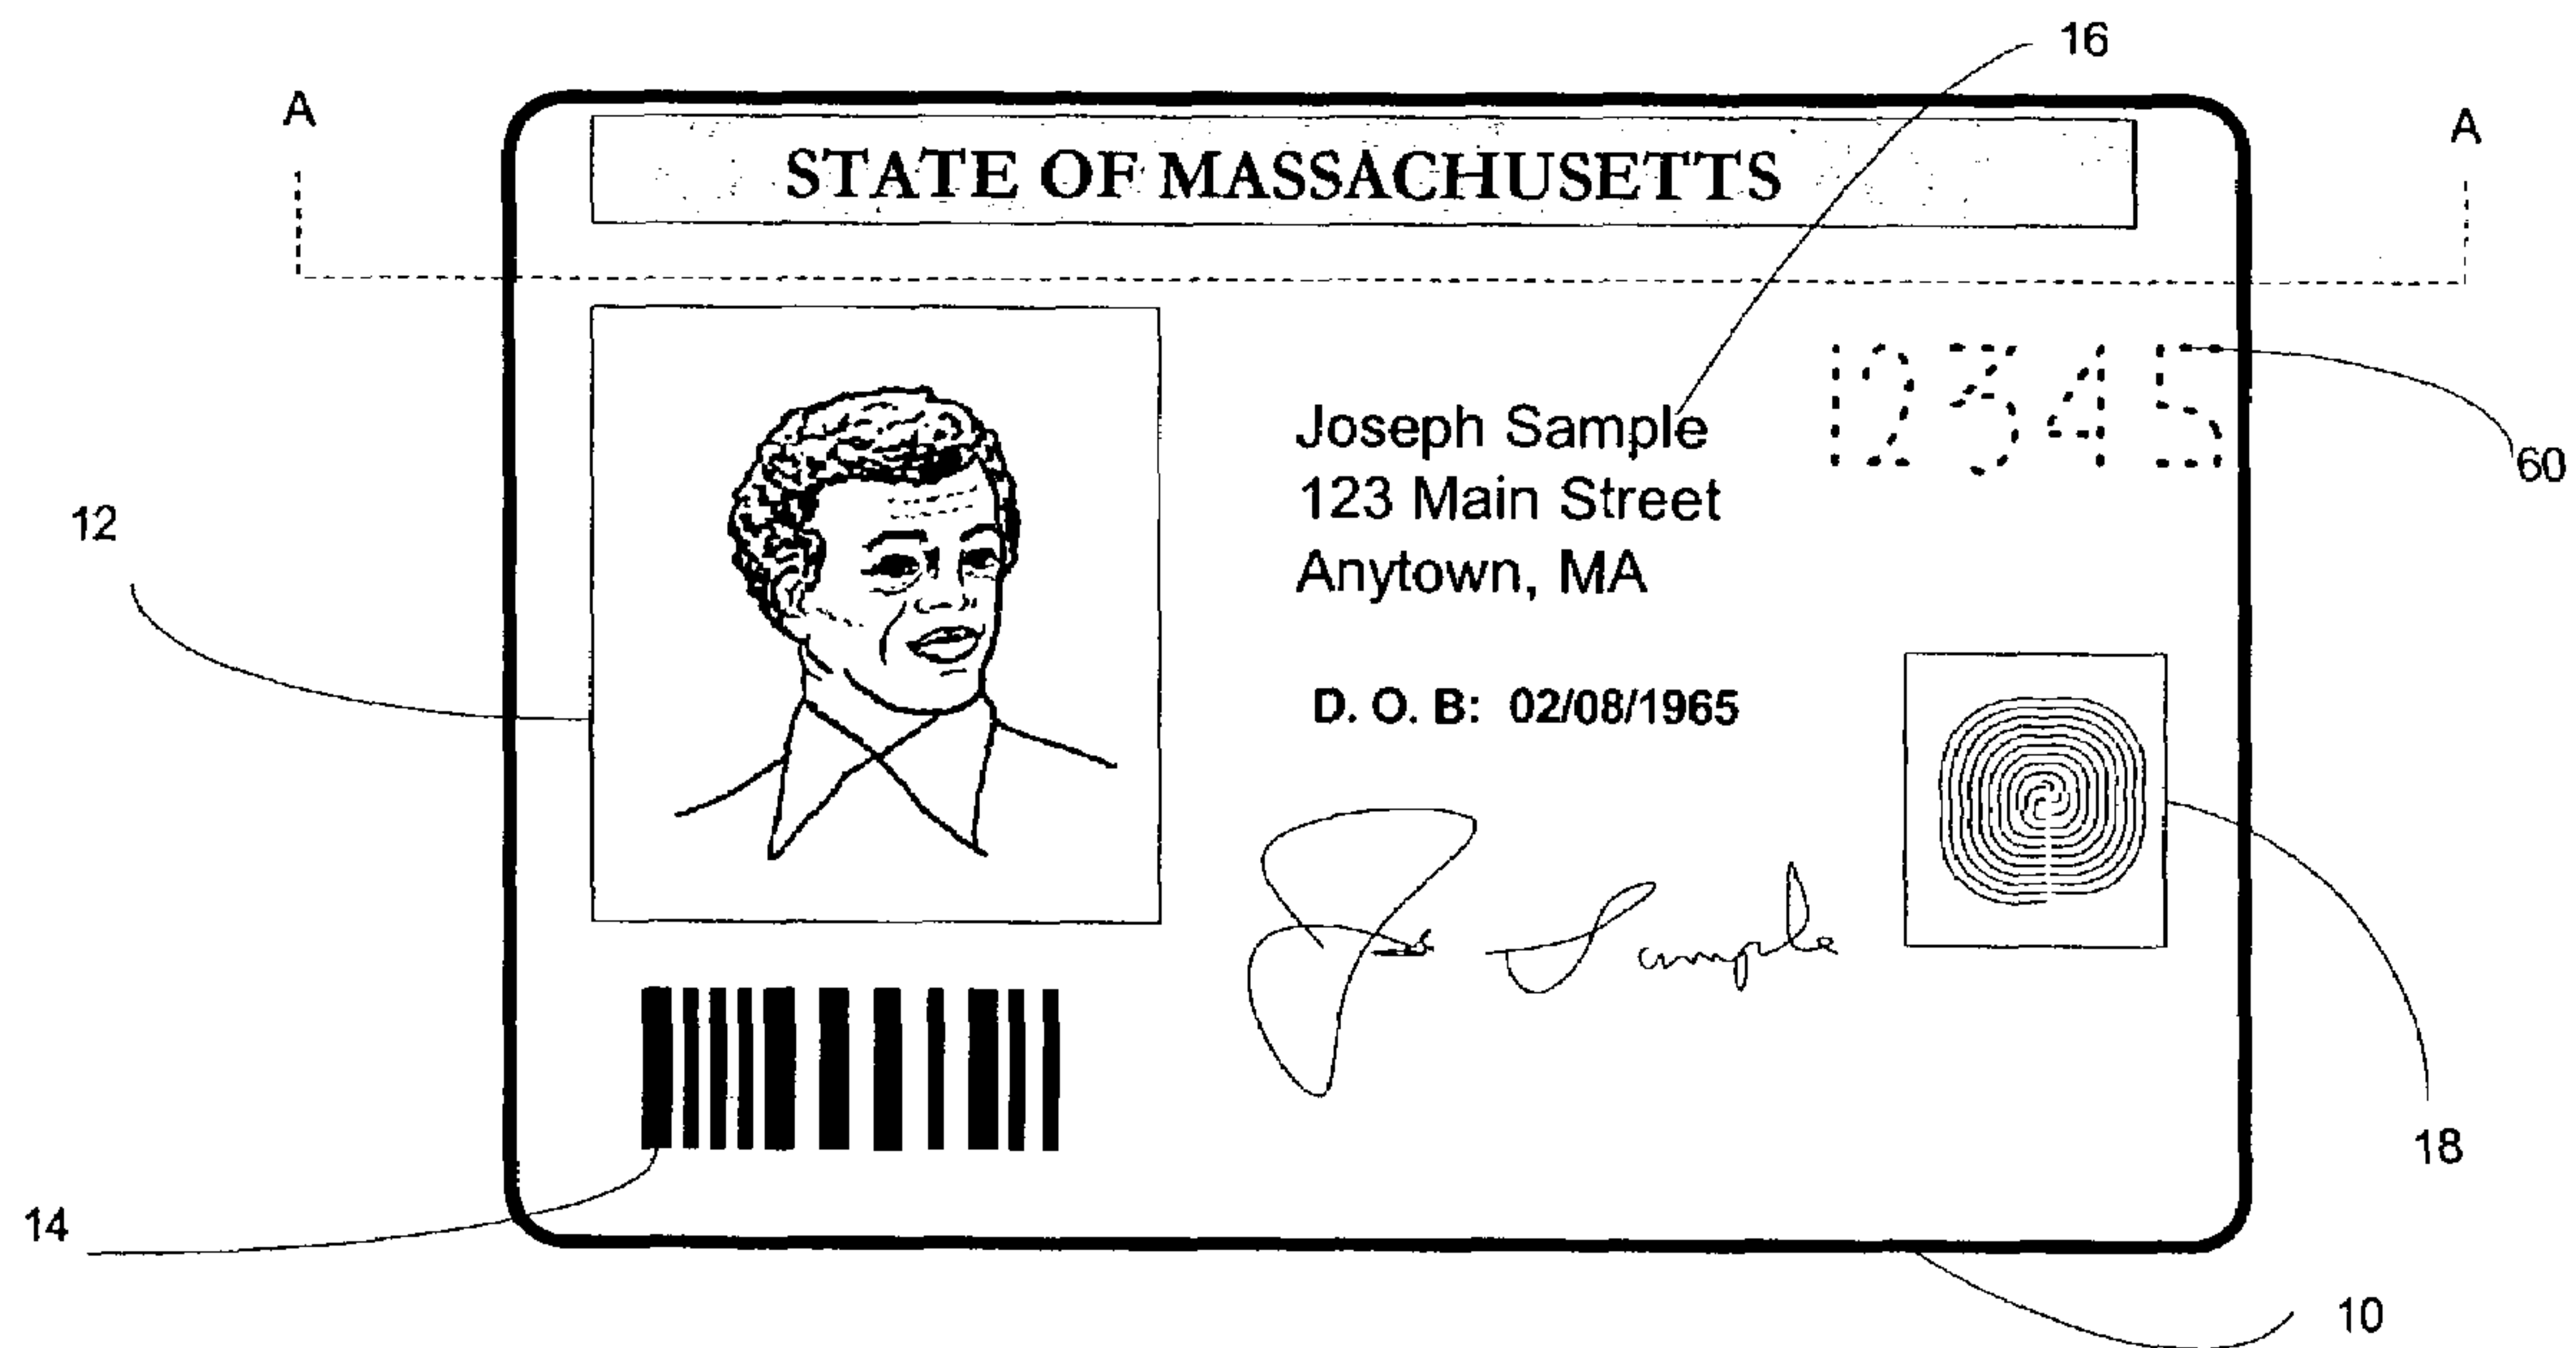 16
A A
STATE OF MASSACHUSETTS
12345
60
Joseph Sample
123 Main Street
Anytown, MA
12
D. O. B: 02/08/1965
Sample
18
14
10